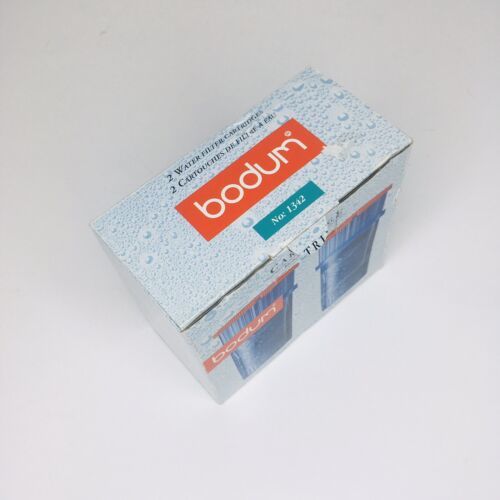 2 WATER FILTER CARTRIDGES
2 CARTOUCHES DE FILTRE A EAU
bodum®
No: 1342
bodum